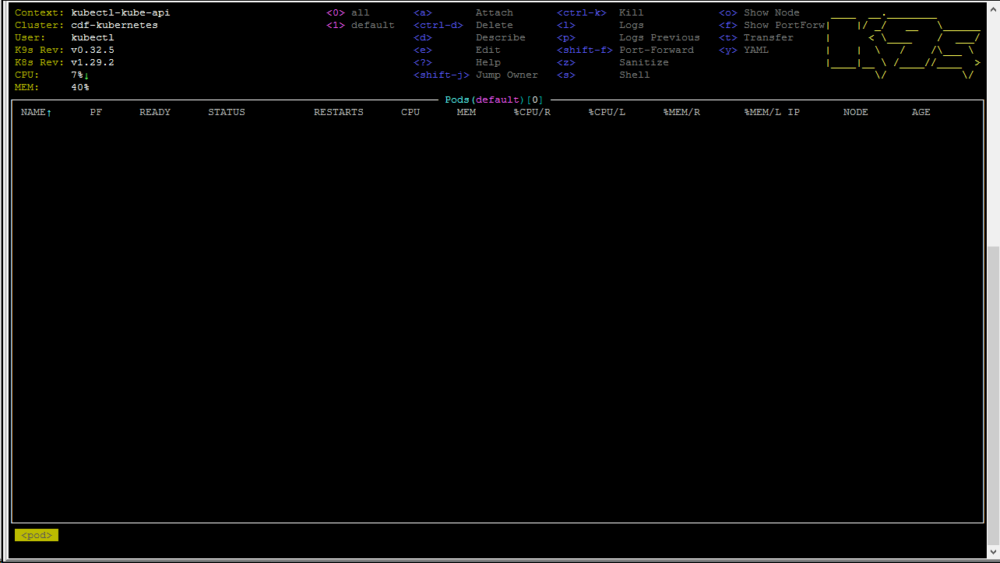 Context: kubectl-kube-api <0> all <a> Attach <ctrl-k> Kill <o> Show Node
Cluster: cdf-kubernetes <1> default <ctrl-d> Delete <l> Logs <f> Show PortForw
User: kubectl <d> Describe <p> Logs Previous <t> Transfer
K9s Rev: v0.32.5 <e> Edit <shift-f> Port-Forward <y> YAML
K8s Rev: v1.29.2 <?> Help <z> Sanitize
CPU: 7%↓ <shift-j> Jump Owner <s> Shell
MEM: 40%
K9s
Pods(default)[0]
NAME↑ PF READY STATUS RESTARTS CPU MEM %CPU/R %CPU/L %MEM/R %MEM/L IP NODE AGE
<pod>